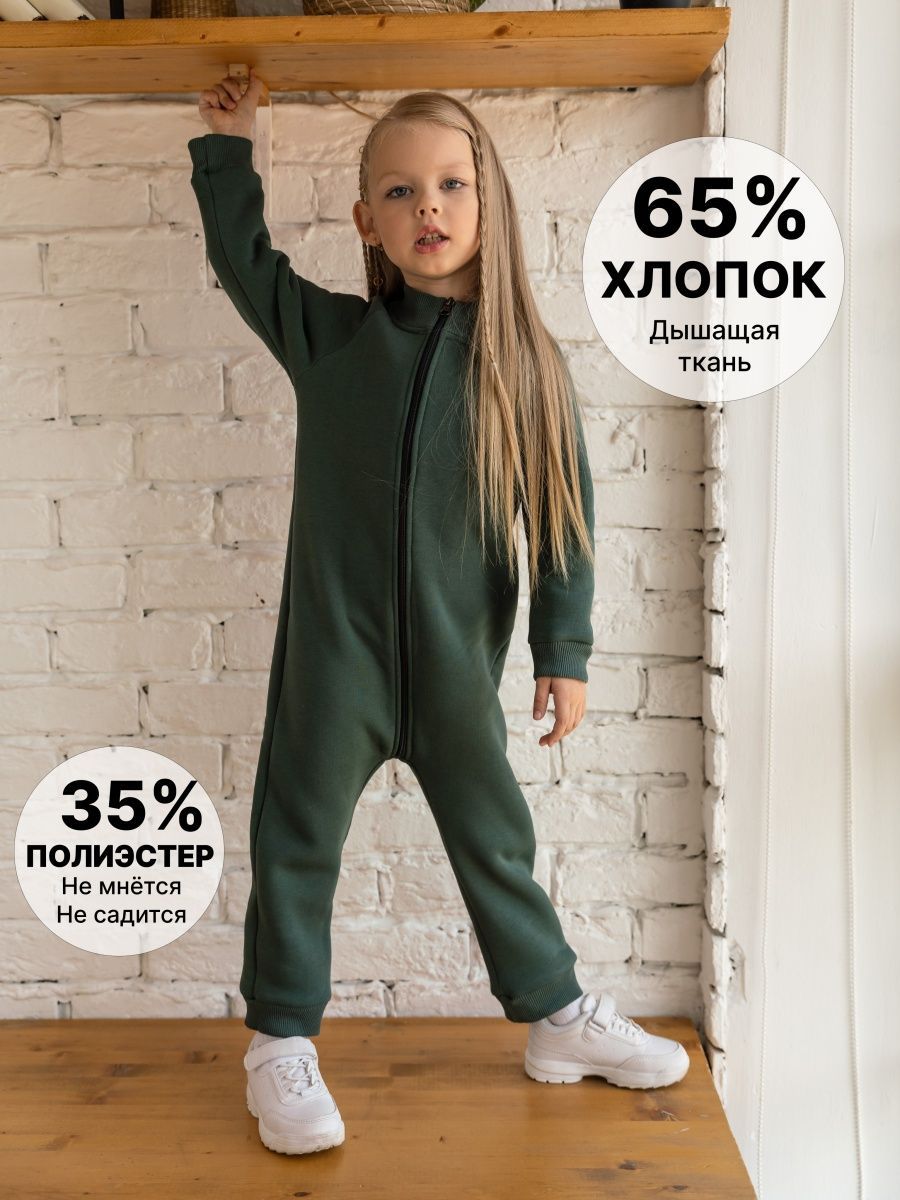 65%
ХЛОПОК
Дышащая
ткань
35%
ПОЛИЭСТЕР
Не мнётся
Не садится